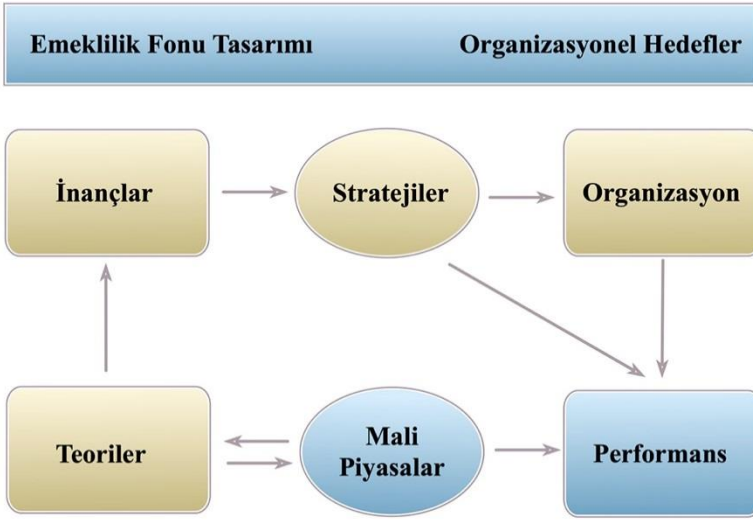 Emeklilik Fonu Tasarımı Organizasyonel Hedefler
İnançlar
Stratejiler
Organizasyon
Teoriler
Mali
Piyasalar
Performans